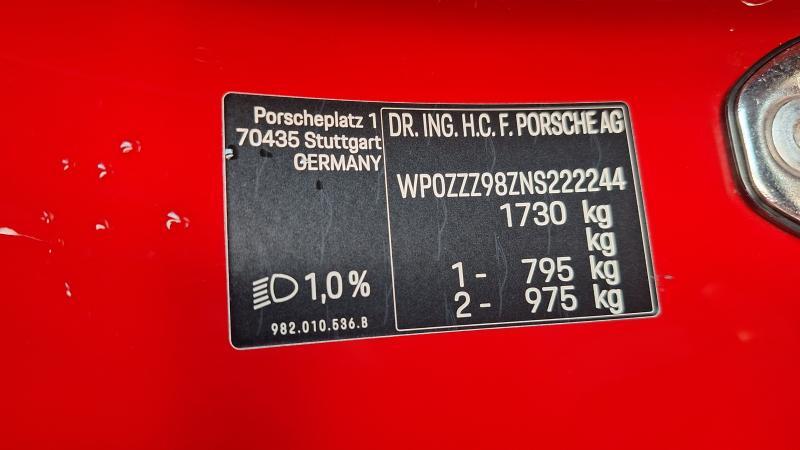 Porscheplatz 1
70435 Stuttgart
GERMANY
1,0%
982.010.536.B
DR. ING. H.C. F. PORSCHE AG
WP0ZZZ98ZNS222244
1730 kg
kg
1- 795 kg
2- 975 kg